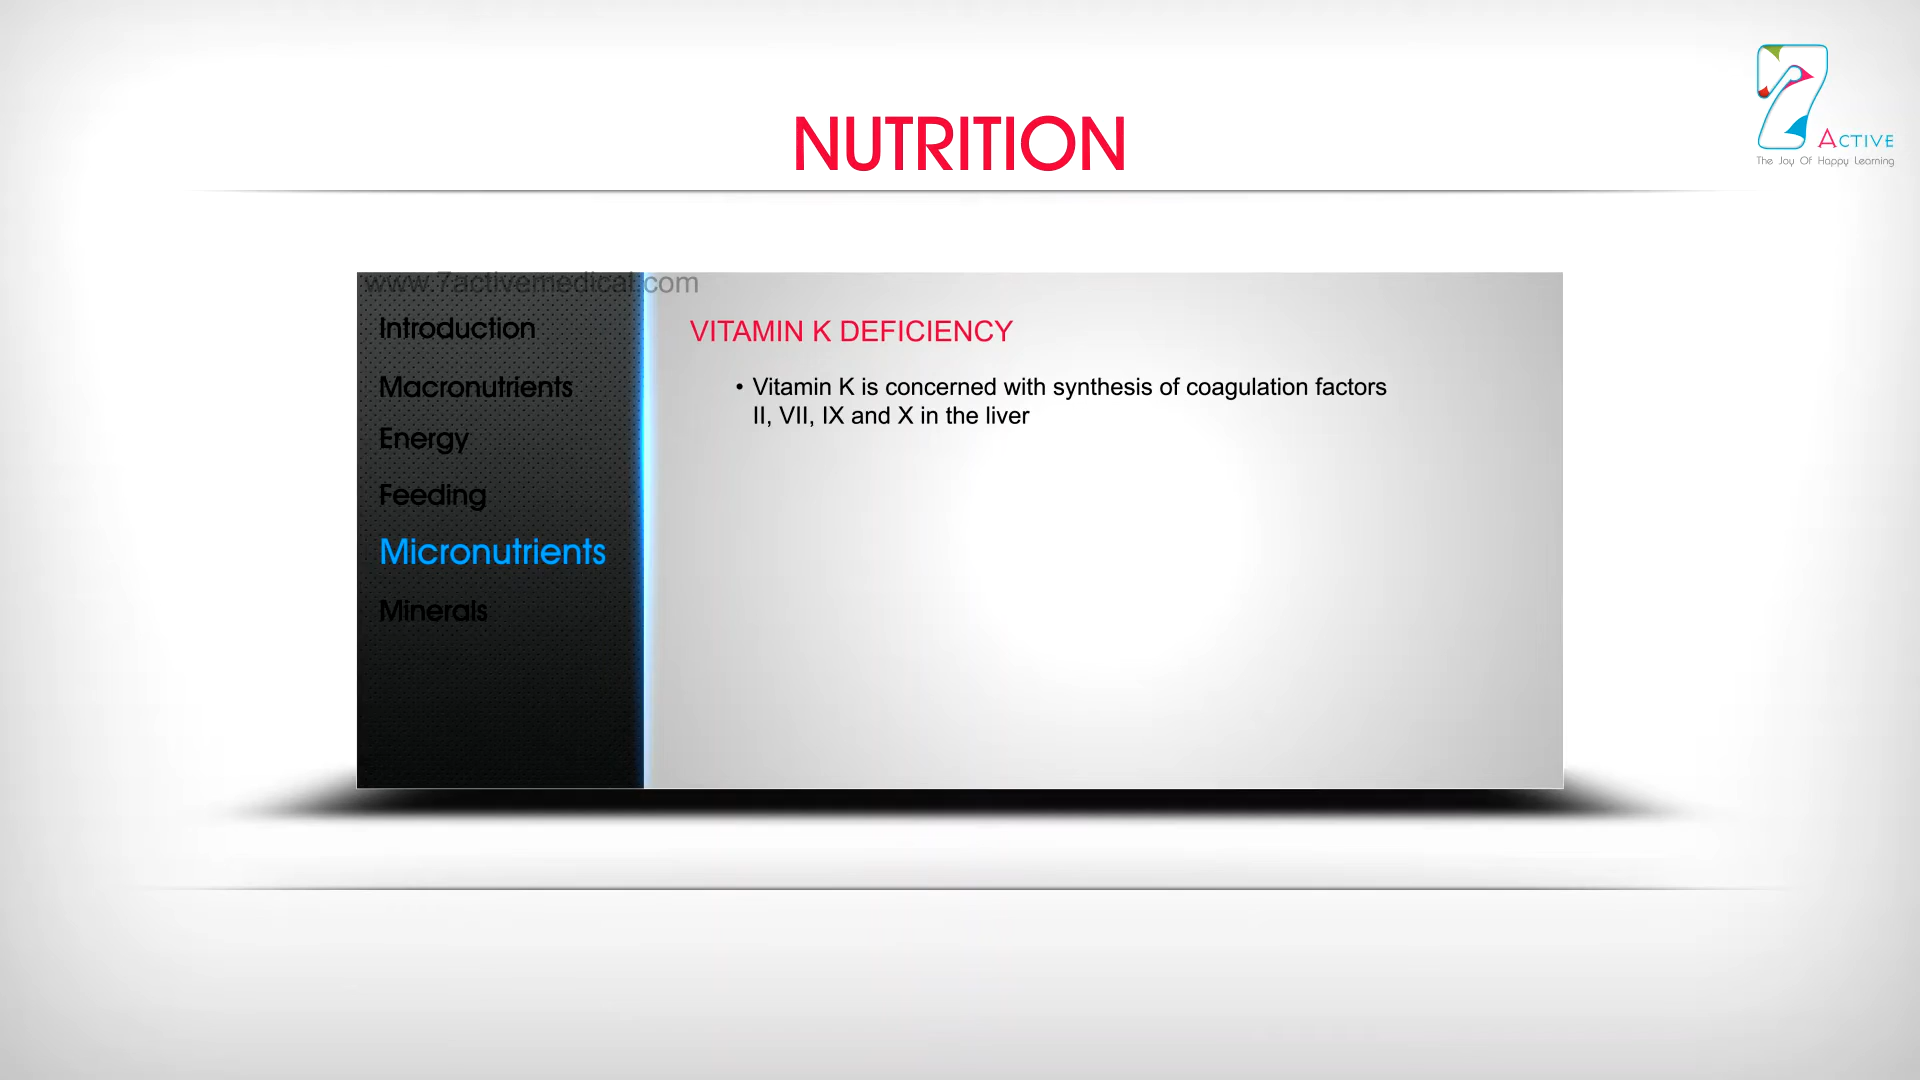 NUTRITION
7
ACTIVE
The Joy Of Happy Learning
www.7activemedical.com
Introduction
Macronutrients
Energy
Feeding
Micronutrients
Minerals
VITAMIN K DEFICIENCY
• Vitamin K is concerned with synthesis of coagulation factors
II, VII, IX and X in the liver